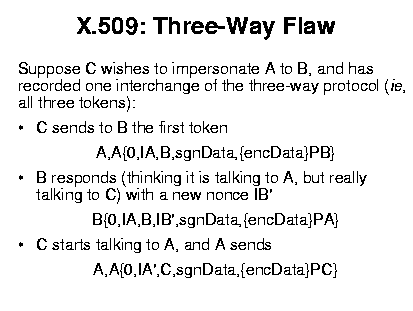 X.509: Three-Way Flaw
Suppose C wishes to impersonate A to B, and has
recorded one interchange of the three-way protocol (ie,
all three tokens):
• C sends to B the first token
A,A{0,IA,B,sgnData,{encData}PB}
• B responds (thinking it is talking to A, but really
talking to C) with a new nonce IB'
B{0,IA,B,IB',sgnData,{encData}PA}
• C starts talking to A, and A sends
A,A{0,IA',C,sgnData,{encData}PC}